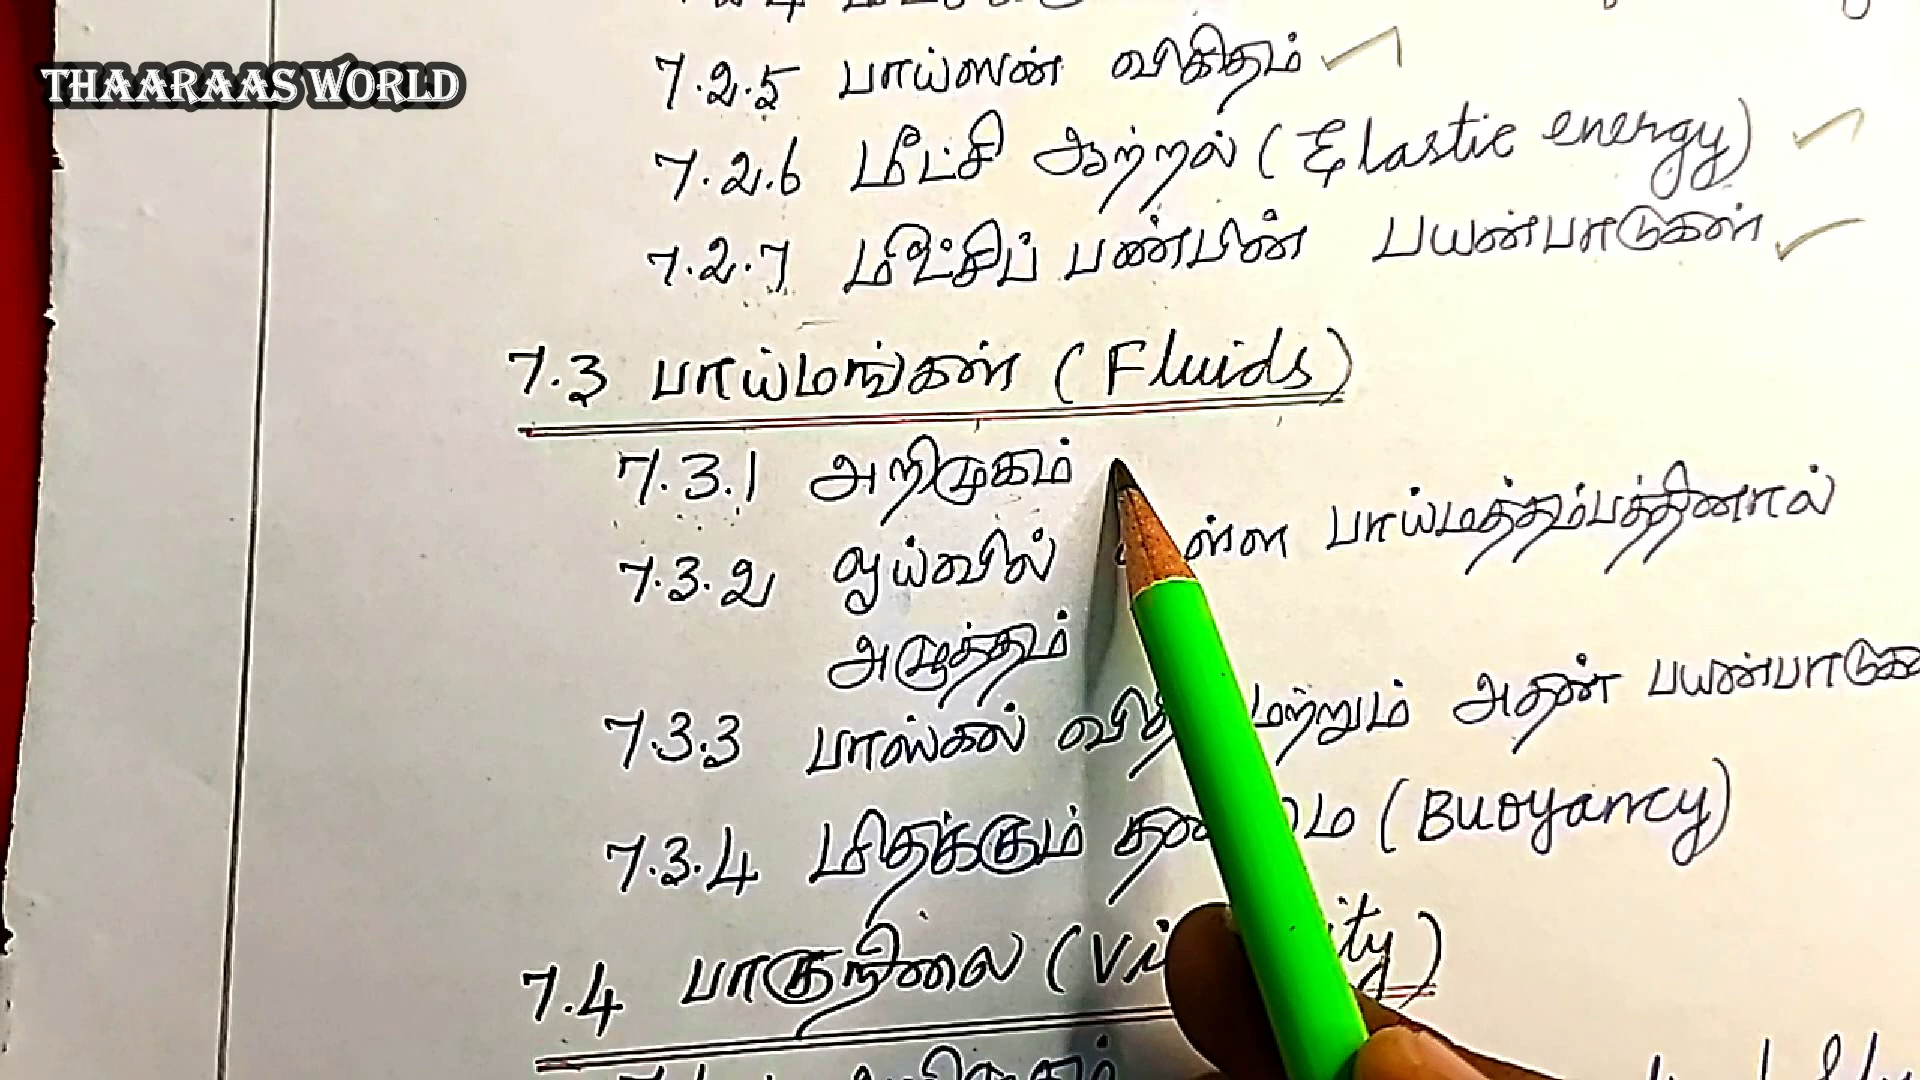 THAARAAS WORLD
7.2.5 பாய்ஸன் விகிதம்
7.2.6 மீட்சி ஆற்றல் (Elastic energy)
7.2.7 மீட்சிப் பண்பின் பயன்பாடுகள்
7.3 பாய்மங்கள் (Fluids)
7.3.1 அறிமுகம்
7.3.2 ஓய்வில் பாய்மத்தம்பத்தினால்
அழுத்தம்
7.3.3 பாஸ்கல் மற்றும் அதன்
7.3.4 மிதக்கும் (Buoyancy)
7.4 பாகுநிலை